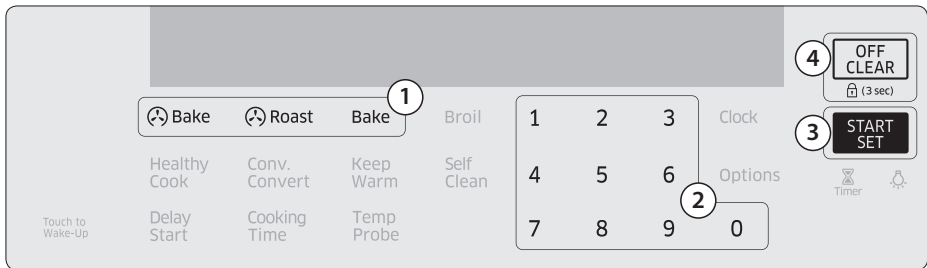 4
OFF
CLEAR
(3 sec)
1
Bake Roast Bake Broil 1 2 3 Clock
3
START
SET
Healthy
Cook
Conv.
Convert
Keep
Warm
Self
Clean
4 5 6 Options
Timer
2
Touch to
Wake-Up
Delay
Start
Cooking
Time
Temp
Probe
7 8 9 0